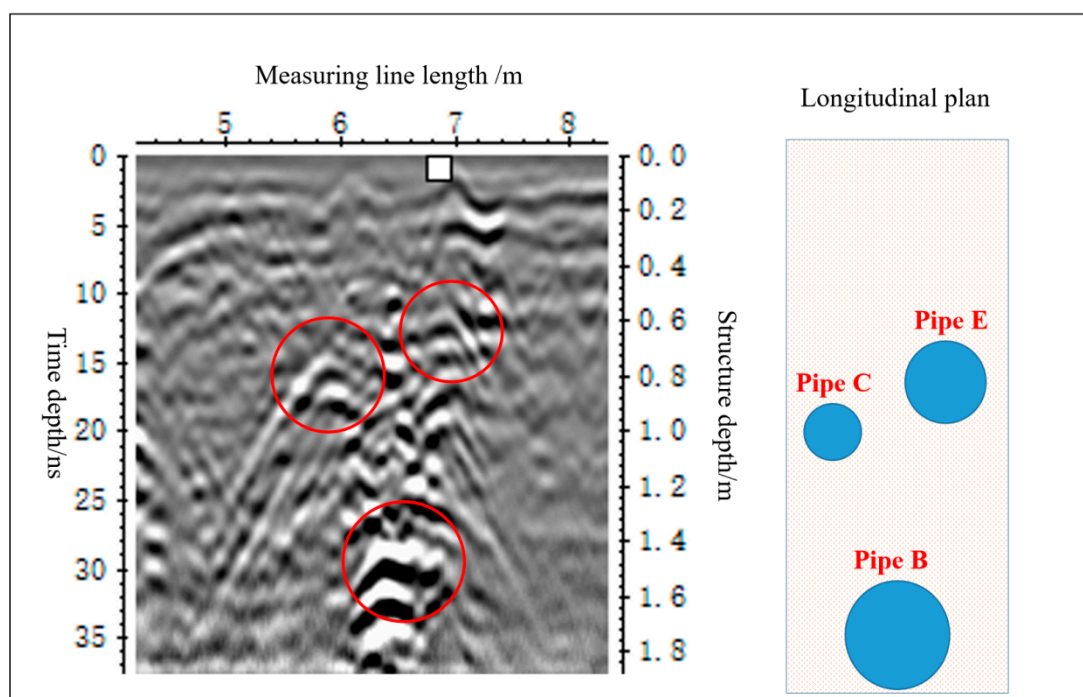 Measuring line length /m
5 6 7 8
Time depth/ns
0
5
10
15
20
25
30
35
0.0
0.2
0.4
0.6
0.8
1.0
1.2
1.4
1.6
1.8
Structure depth/m
Longitudinal plan
Pipe E
Pipe C
Pipe B